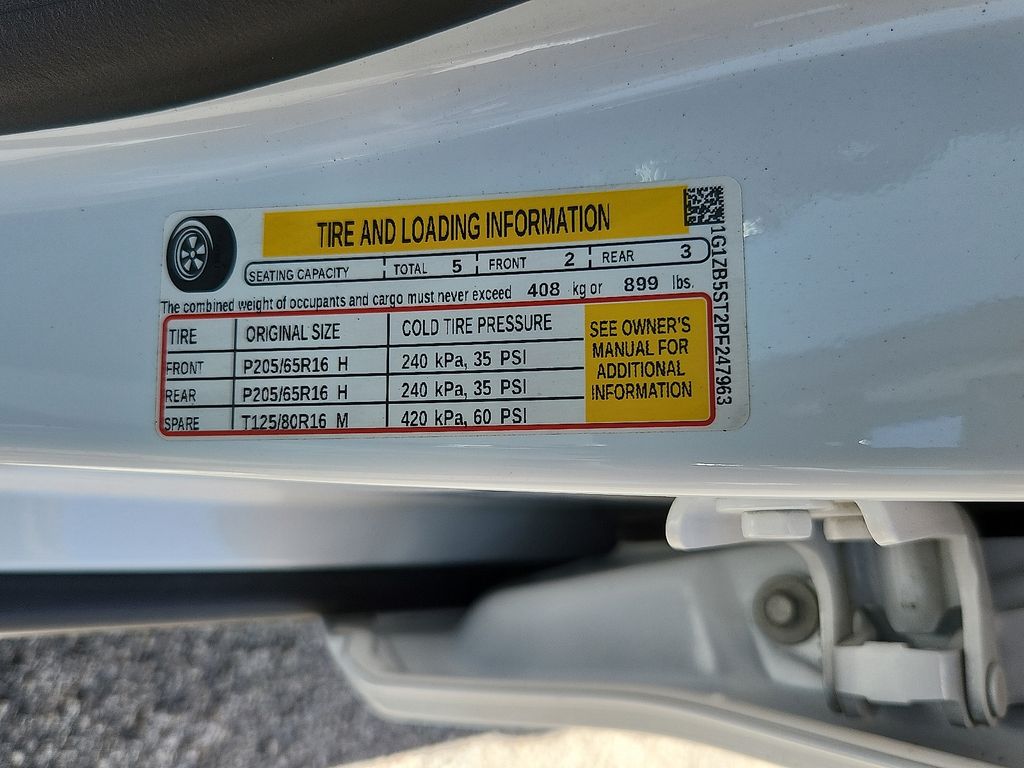 TIRE AND LOADING INFORMATION
SEATING CAPACITY TOTAL 5 FRONT 2 REAR 3
The combined weight of occupants and cargo must never exceed 408 kg or 899 lbs.
TIRE ORIGINAL SIZE COLD TIRE PRESSURE
FRONT P205/65R16 H 240 kPa, 35 PSI
REAR P205/65R16 H 240 kPa, 35 PSI
SPARE T125/80R16 M 420 kPa, 60 PSI
SEE OWNER'S
MANUAL FOR
ADDITIONAL
INFORMATION
1G1ZB5ST2PF247963